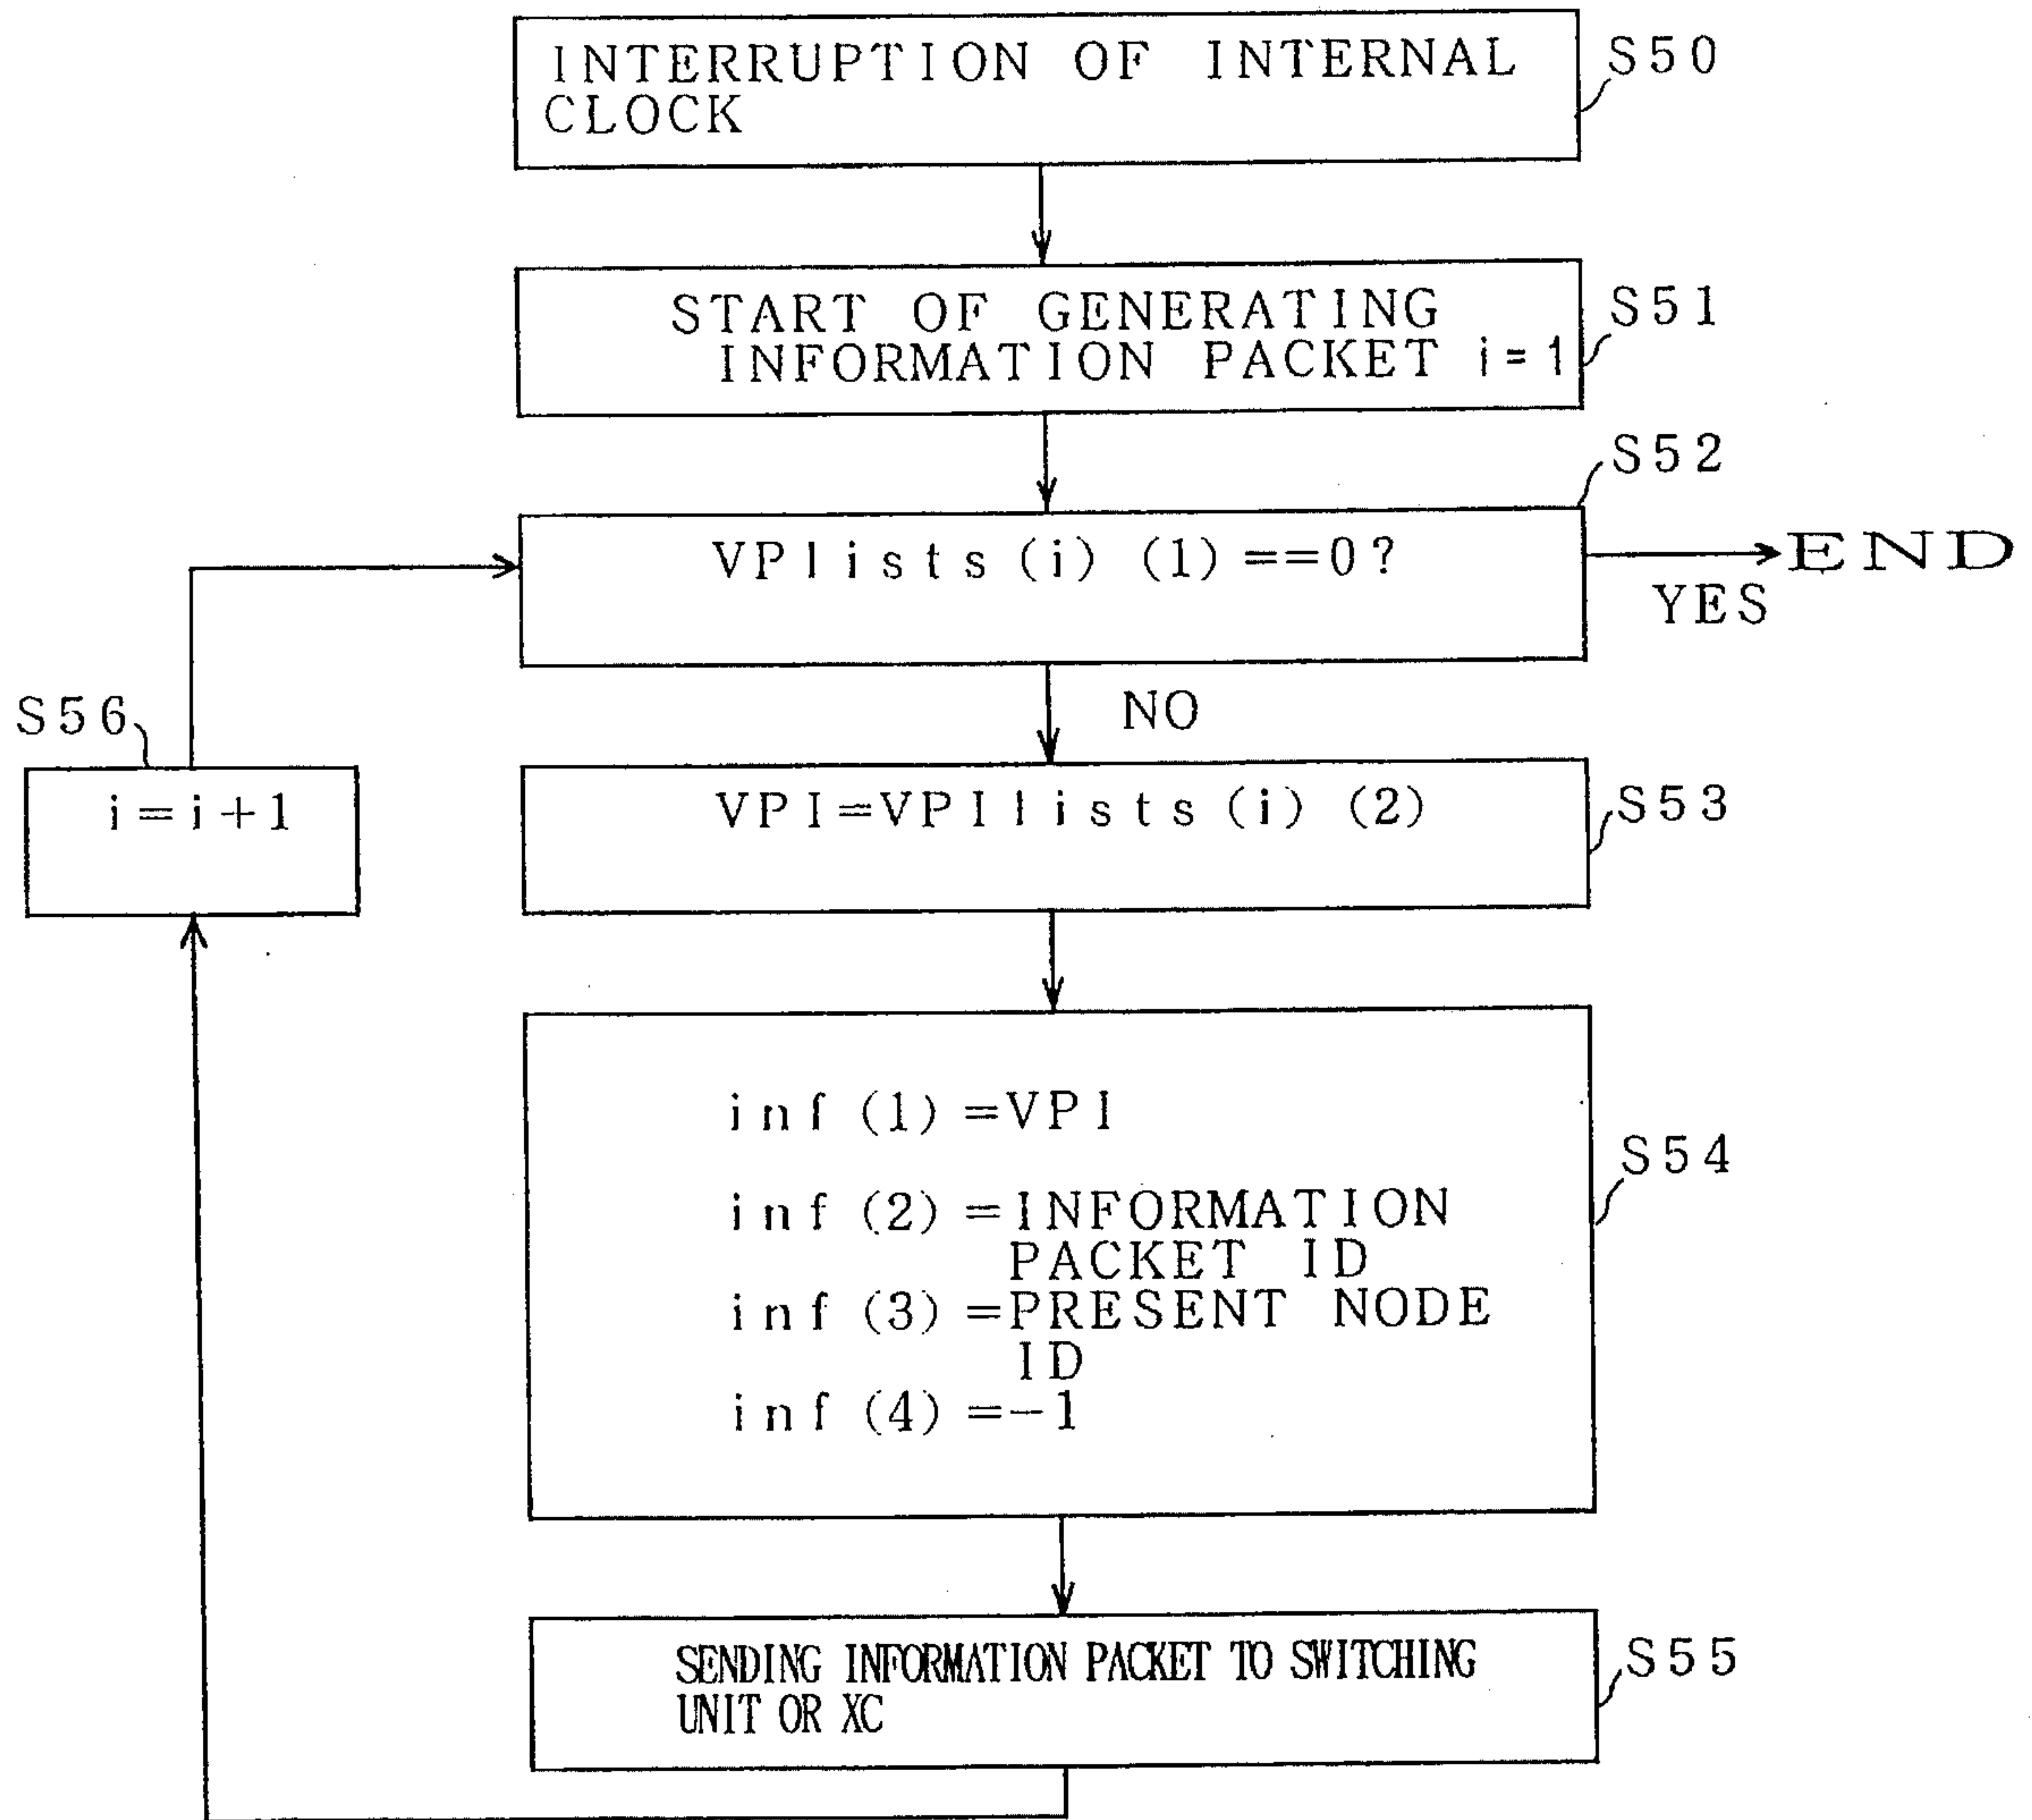 INTERRUPTION OF INTERNAL
CLOCK
S50
START OF GENERATING
INFORMATION PACKET i=1
S51
S52
VPlists(i)(1)==0?
END
YES
NO
S56
i=i+1
VPI=VPIlists(i)(2)
S53
inf(1)=VPI
inf(2)=INFORMATION
PACKET ID
inf(3)=PRESENT NODE
ID
inf(4)=-1
S54
SENDING INFORMATION PACKET TO SWITCHING
UNIT OR XC
S55